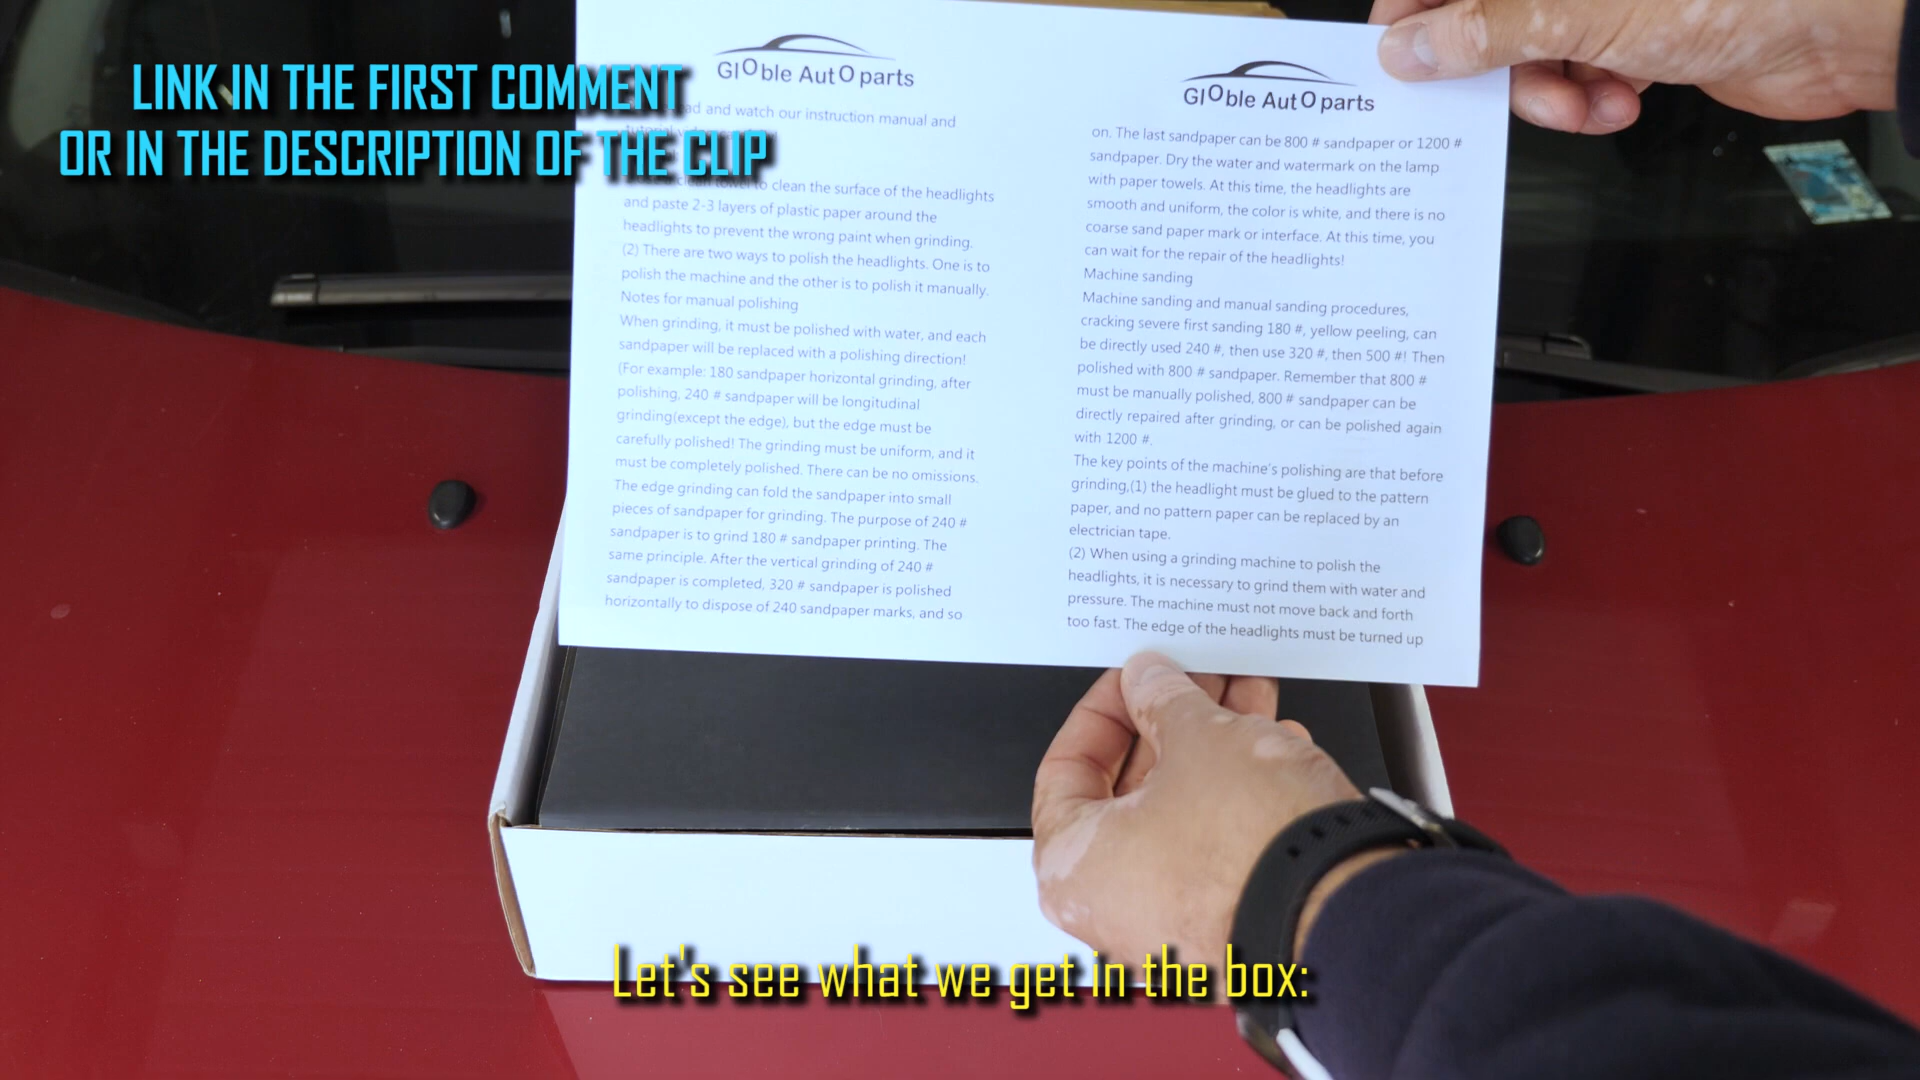 LINK IN THE FIRST COMMENT
OR IN THE DESCRIPTION OF THE CLIP
GlOble AutO parts
and watch our instruction manual and
to clean the surface of the headlights
and paste 2-3 layers of plastic paper around the
headlights to prevent the wrong paint when grinding.
(2) There are two ways to polish the headlights. One is to
polish the machine and the other is to polish it manually.
Notes for manual polishing
When grinding, it must be polished with water, and each
sandpaper will be replaced with a polishing direction!
(For example: 180 sandpaper horizontal grinding, after
polishing, 240 # sandpaper will be longitudinal
grinding(except the edge), but the edge must be
carefully polished! The grinding must be uniform, and it
must be completely polished. There can be no omissions.
The edge grinding can fold the sandpaper into small
pieces of sandpaper for grinding. The purpose of 240 #
sandpaper is to grind 180 # sandpaper printing. The
same principle. After the vertical grinding of 240 #
sandpaper is completed, 320 # sandpaper is polished
horizontally to dispose of 240 sandpaper marks, and so
GlOble AutO parts
on. The last sandpaper can be 800 # sandpaper or 1200 #
sandpaper. Dry the water and watermark on the lamp
with paper towels. At this time, the headlights are
smooth and uniform, the color is white, and there is no
coarse sand paper mark or interface. At this time, you
can wait for the repair of the headlights!
Machine sanding
Machine sanding and manual sanding procedures,
cracking severe first sanding 180 #, yellow peeling, can
be directly used 240 #, then use 320 #, then 500 #! Then
polished with 800 # sandpaper. Remember that 800 #
must be manually polished, 800 # sandpaper can be
directly repaired after grinding, or can be polished again
with 1200 #.
The key points of the machine's polishing are that before
grinding,(1) the headlight must be glued to the pattern
paper, and no pattern paper can be replaced by an
electrician tape.
(2) When using a grinding machine to polish the
headlights, it is necessary to grind them with water and
pressure. The machine must not move back and forth
too fast. The edge of the headlights must be turned up
Let's see what we get in the box: